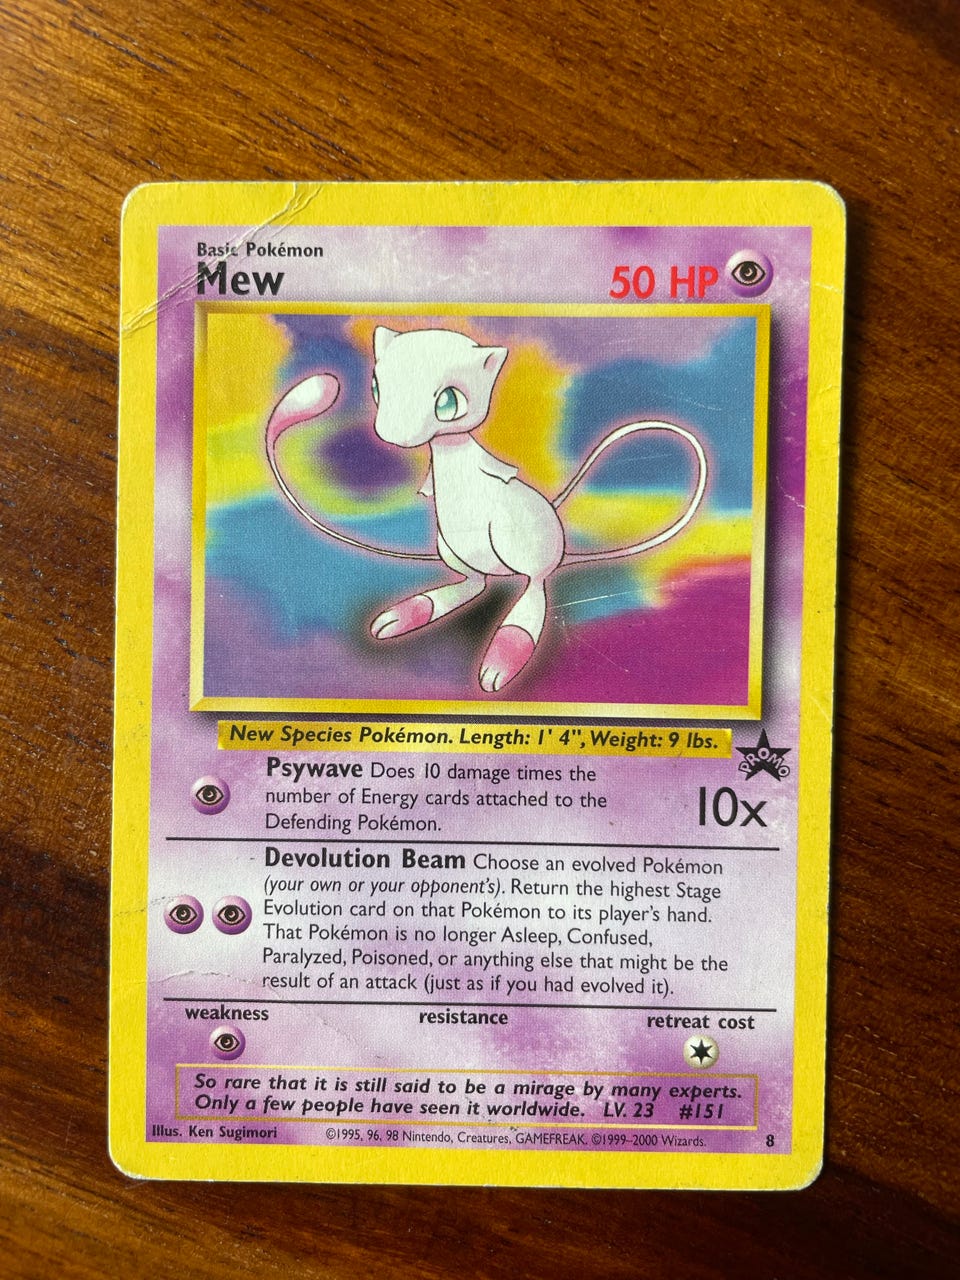 Basic Pokémon
Mew
50 HP
New Species Pokémon. Length: 1' 4", Weight: 9 lbs.
PROMO
Psywave Does 10 damage times the
number of Energy cards attached to the
Defending Pokémon.
10x
Devolution Beam Choose an evolved Pokémon
(your own or your opponent's). Return the highest Stage
Evolution card on that Pokémon to its player's hand.
That Pokémon is no longer Asleep, Confused,
Paralyzed, Poisoned, or anything else that might be the
result of an attack (just as if you had evolved it).
weakness resistance retreat cost
So rare that it is still said to be a mirage by many experts.
Only a few people have seen it worldwide. LV. 23 #151
Illus. Ken Sugimori ©1995, 96, 98 Nintendo, Creatures, GAMEFREAK. ©1999–2000 Wizards. 8